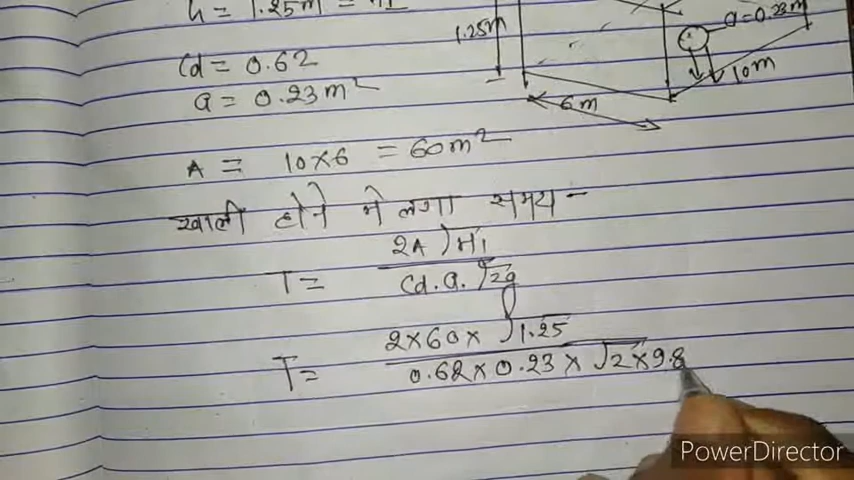 h = 1.25m = H1
1.25m
a=0.23m
Cd = 0.62
10m
a = 0.23m²
6m
A = 10×6 = 60m²
खाली होने मे लगा समय -
T = 2A√H1 / Cd.a.√2g
T = 2×60×√1.25 / 0.62×0.23×√2×9.8
PowerDirector